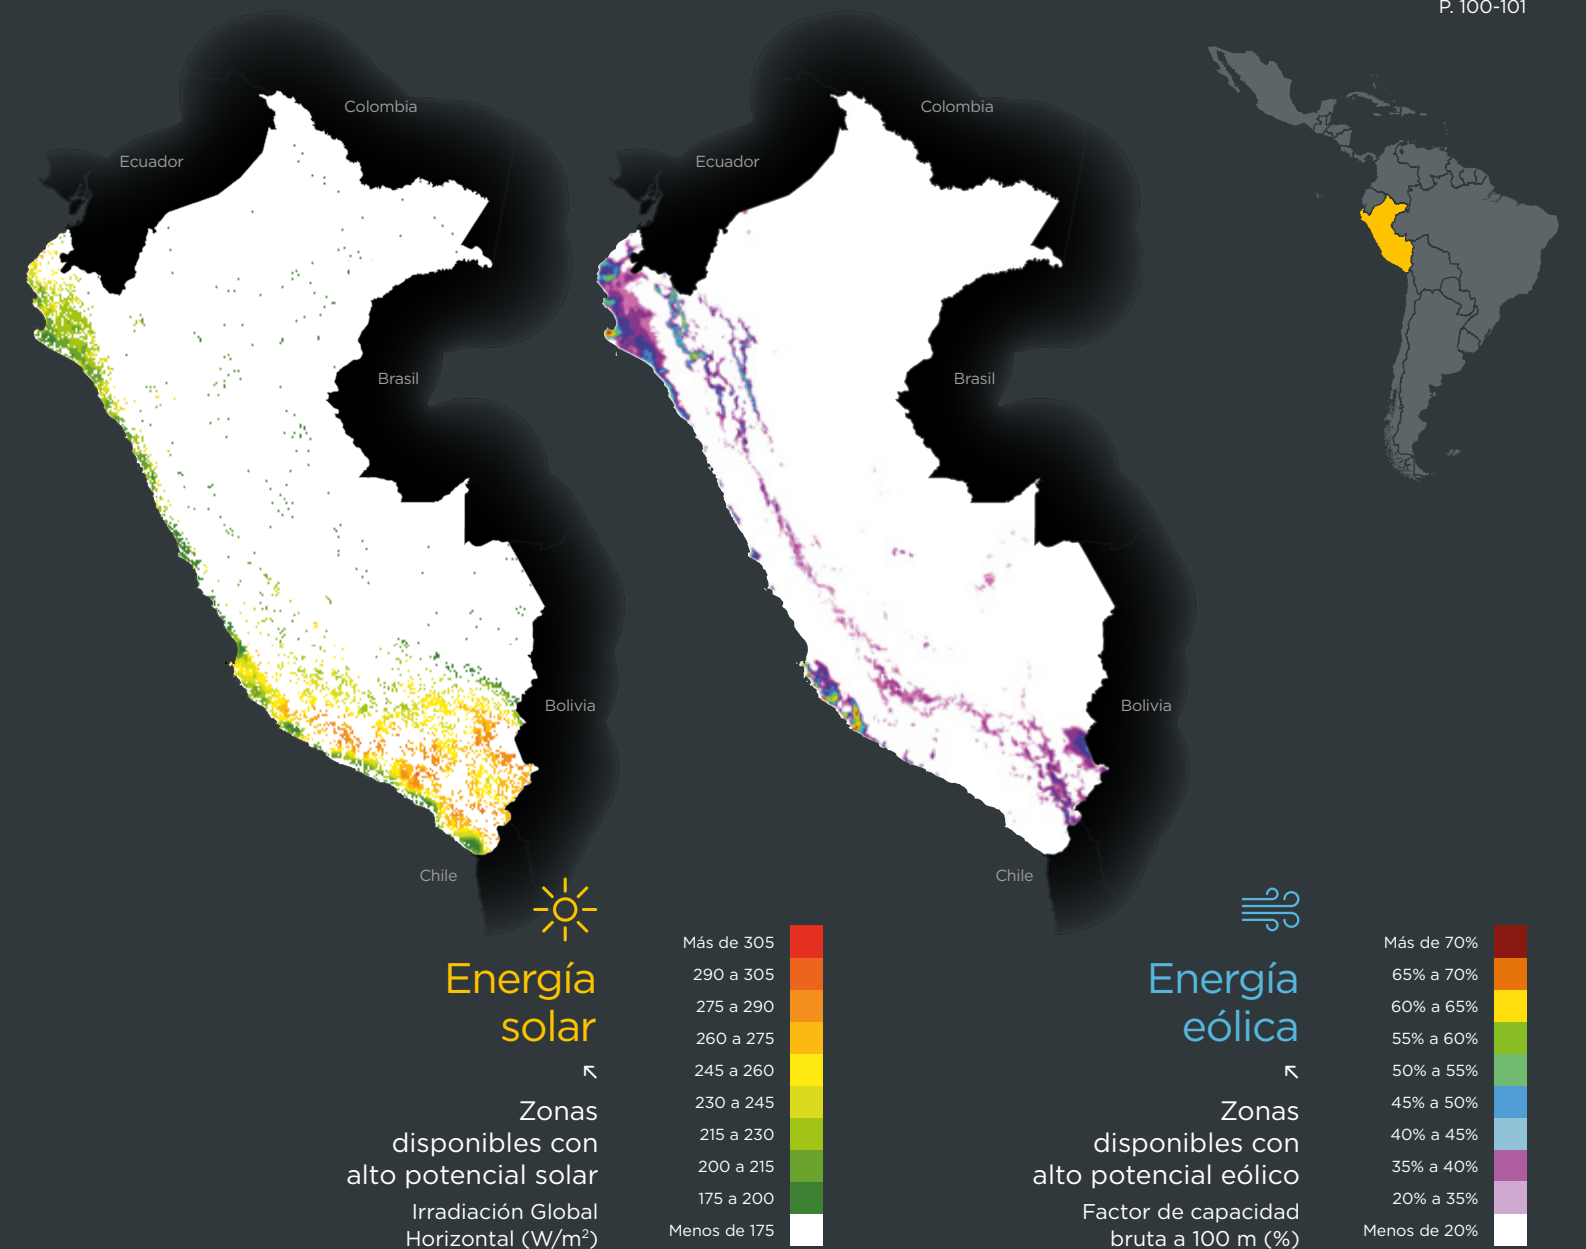 P. 100-101
Colombia
Ecuador
Brasil
Bolivia
Chile
Colombia
Ecuador
Brasil
Bolivia
Chile
Energía
solar
Zonas
disponibles con
alto potencial solar
Irradiación Global
Horizontal (W/m²)
Más de 305
290 a 305
275 a 290
260 a 275
245 a 260
230 a 245
215 a 230
200 a 215
175 a 200
Menos de 175
Energía
eólica
Zonas
disponibles con
alto potencial eólico
Factor de capacidad
bruta a 100 m (%)
Más de 70%
65% a 70%
60% a 65%
55% a 60%
50% a 55%
45% a 50%
40% a 45%
35% a 40%
20% a 35%
Menos de 20%